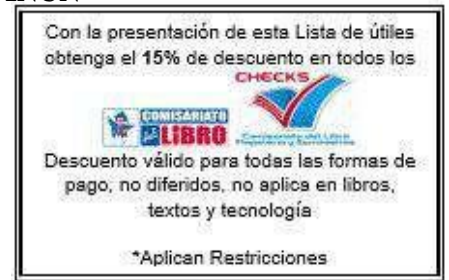 Con la presentación de esta Lista de útiles
obtenga el 15% de descuento en todos los
CHECKS
COMISARIATO
LIBRO
Descuento válido para todas las formas de
pago, no diferidos, no aplica en libros,
textos y tecnología
*Aplican Restricciones